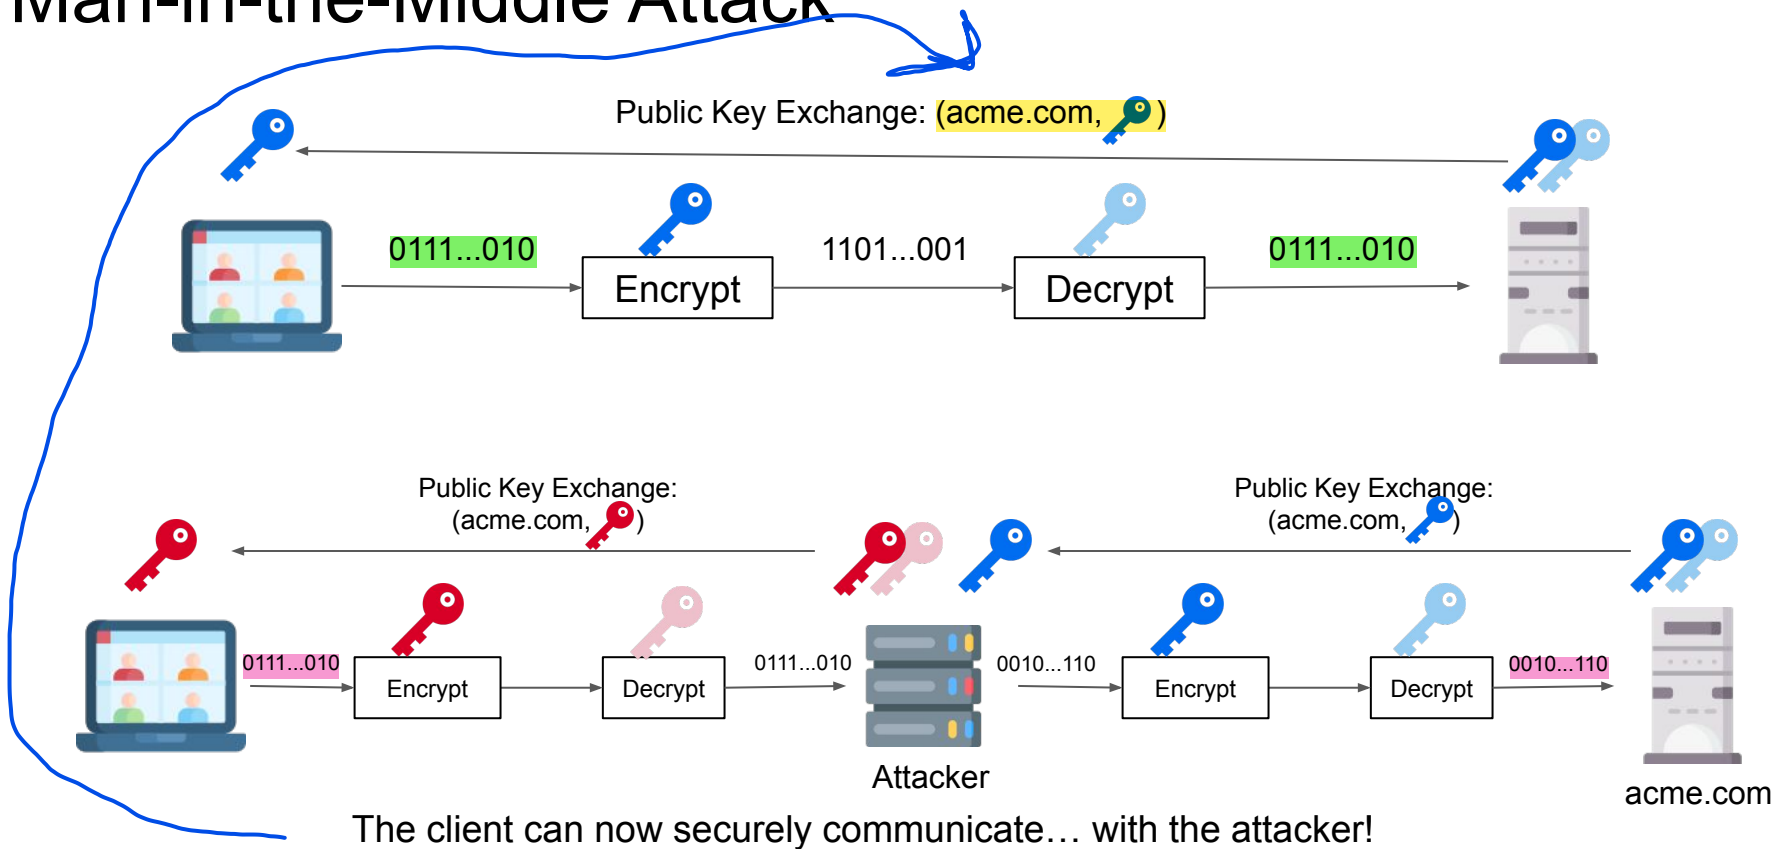 Man-in-the-Middle Attack
Public Key Exchange: (acme.com, )
0111...010
Encrypt
1101...001
Decrypt
0111...010
Public Key Exchange:
(acme.com, )
Public Key Exchange:
(acme.com, )
0111...010
Encrypt
Decrypt
0111...010
0010...110
Encrypt
Decrypt
0010...110
Attacker
acme.com
The client can now securely communicate… with the attacker!